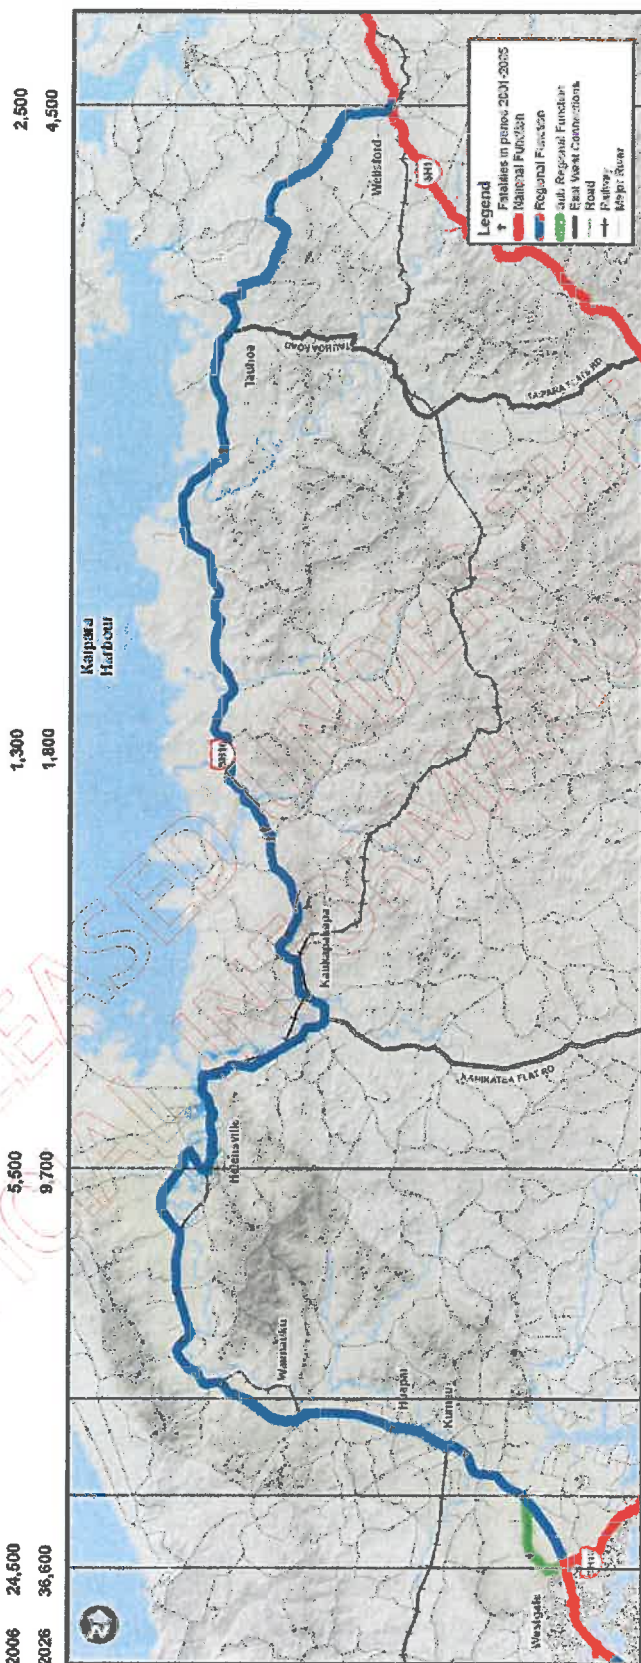 2006 24,500 5,500 1,300 2,500
2026 36,600 9,700 1,800 4,500
Kaipara
Harbour
Wellsford
SH1
Tauhoa
TAUHOA ROAD
SH16
Kaukapakapa
KAHIKATEA FLAT RD
Helensville
Waimauku
Huapai
Kumeu
Westgate
Legend
Fatalities in period 2001-2005
National Function
Regional Function
Sub Regional Function
East West Connections
Road
Railway
Major River